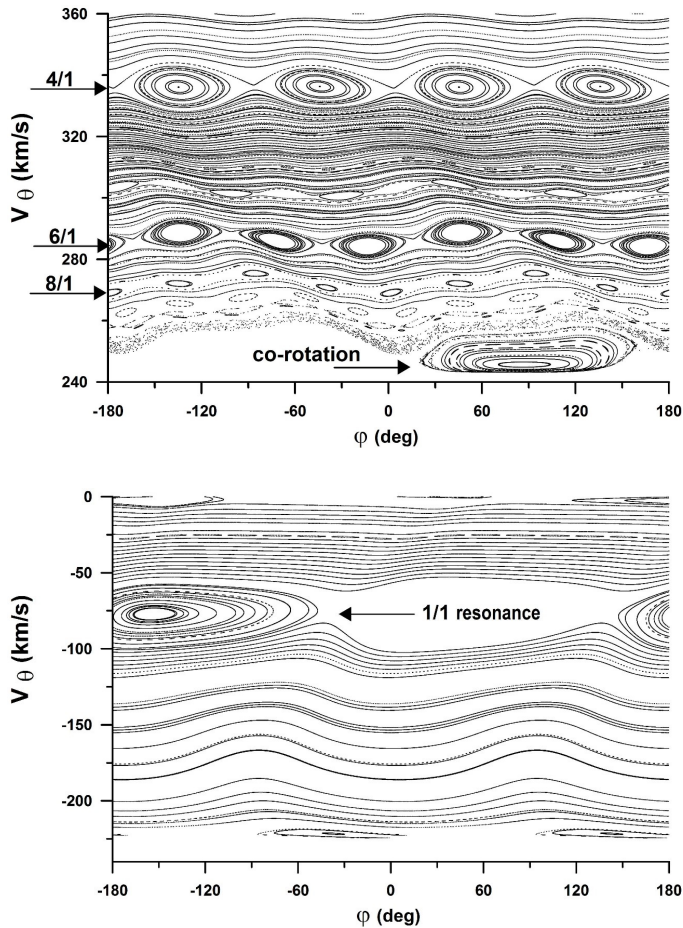 360
4/1
320
V θ (km/s)
6/1
280
8/1
co-rotation
240
-180 -120 -60 0 60 120 180
φ (deg)
0
-50
1/1 resonance
-100
V θ (km/s)
-150
-200
-180 -120 -60 0 60 120 180
φ (deg)